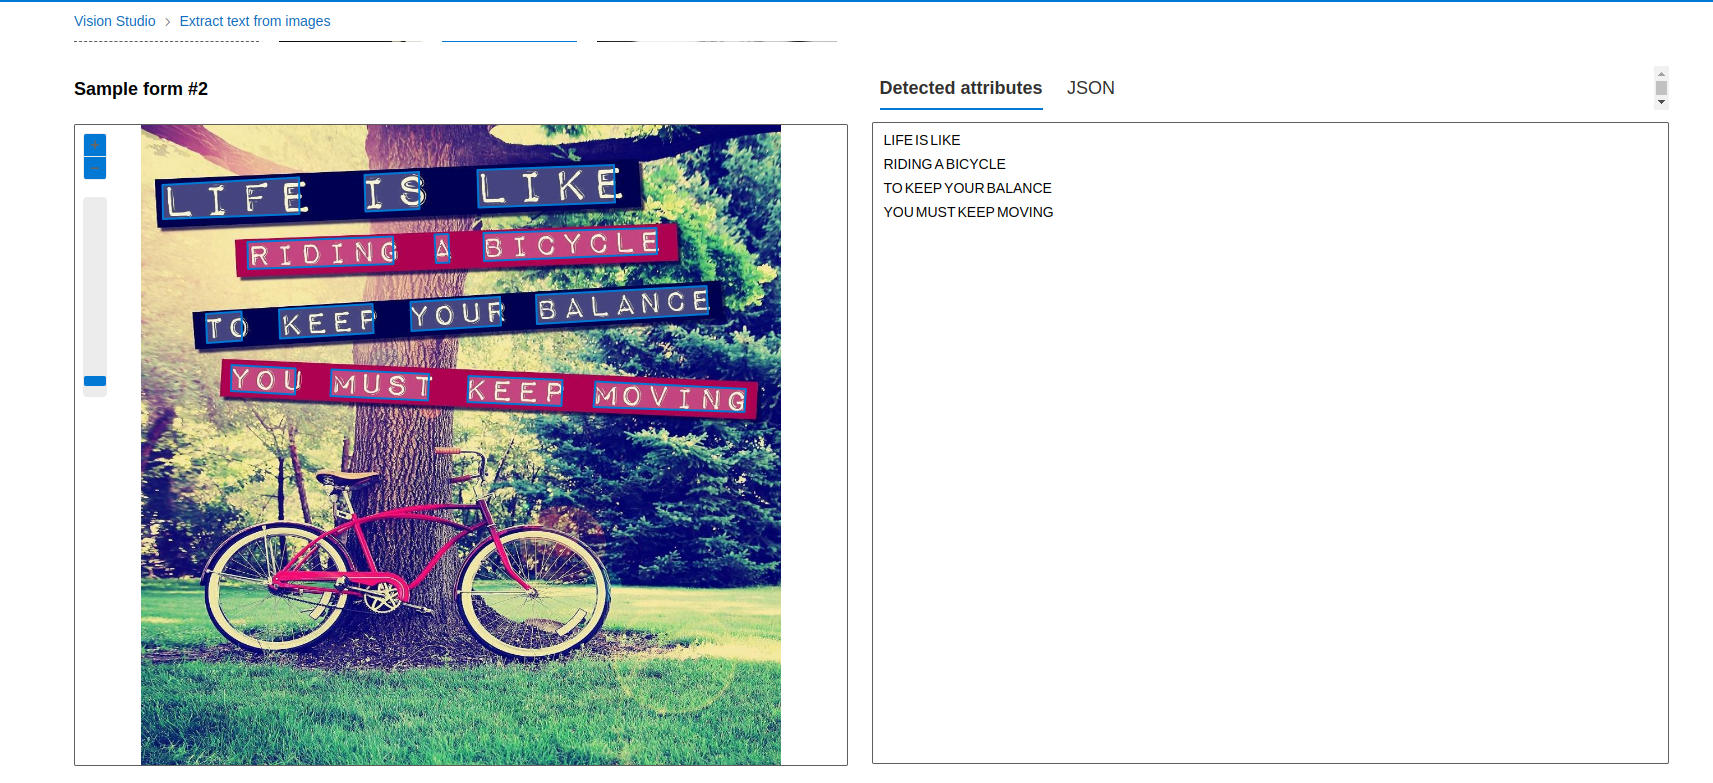 Vision Studio > Extract text from images
Sample form #2
Detected attributes JSON
LIFE IS LIKE
RIDING A BICYCLE
TO KEEP YOUR BALANCE
YOU MUST KEEP MOVING
LIFE IS LIKE
RIDING A BICYCLE
TO KEEP YOUR BALANCE
YOU MUST KEEP MOVING